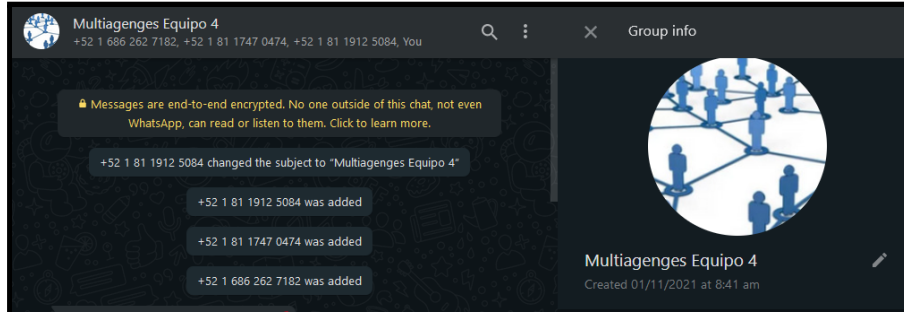 Multiagenges Equipo 4
+52 1 686 262 7182, +52 1 81 1747 0474, +52 1 81 1912 5084, You
Messages are end-to-end encrypted. No one outside of this chat, not even
WhatsApp, can read or listen to them. Click to learn more.
+52 1 81 1912 5084 changed the subject to “Multiagenges Equipo 4”
+52 1 81 1912 5084 was added
+52 1 81 1747 0474 was added
+52 1 686 262 7182 was added
Group info
Multiagenges Equipo 4
Created 01/11/2021 at 8:41 am